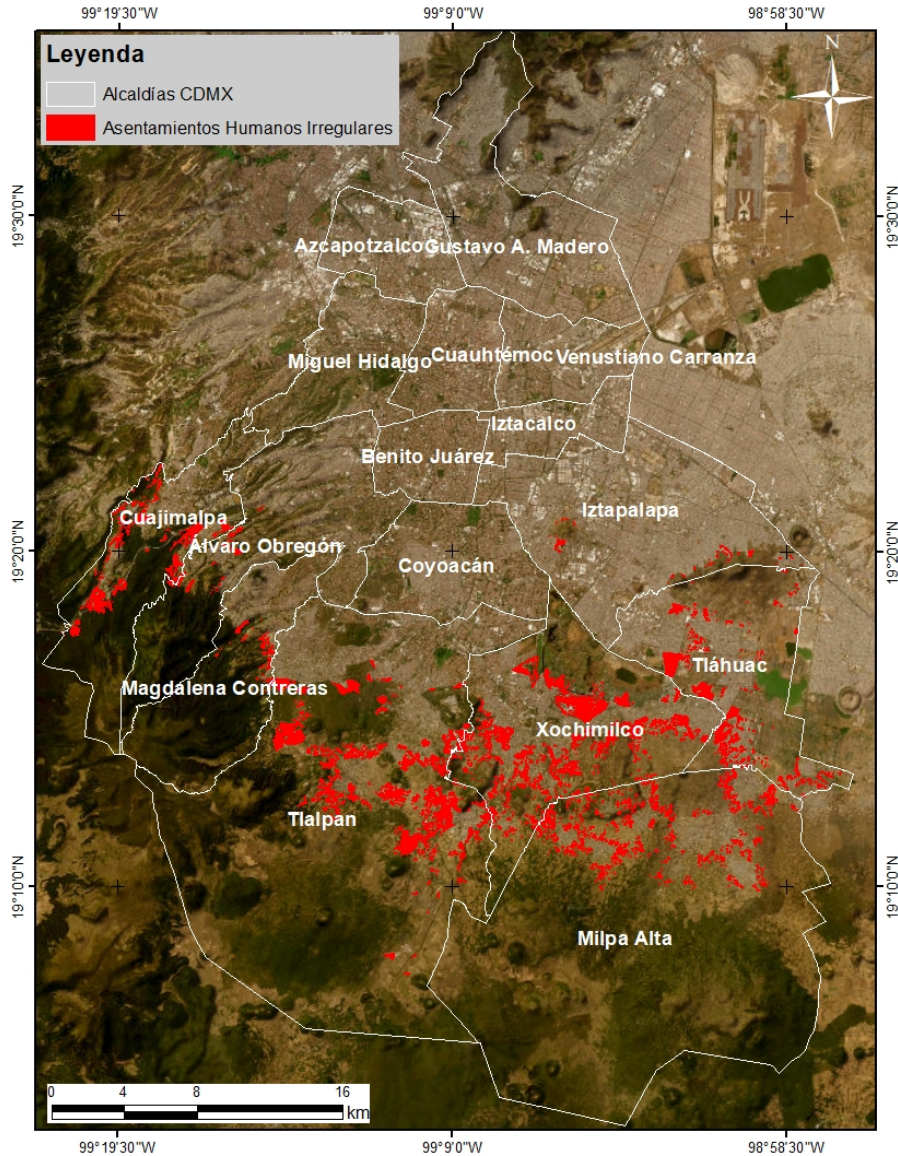 99°19'30"W 99°9'0"W 98°58'30"W
Leyenda
Alcaldías CDMX
Asentamientos Humanos Irregulares
N
19°30'0"N 19°30'0"N
Azcapotzalco Gustavo A. Madero
Miguel Hidalgo Cuauhtémoc Venustiano Carranza
Iztacalco
Benito Juárez
Iztapalapa
Cuajimalpa
Álvaro Obregón
19°20'0"N 19°20'0"N
Coyoacán
Tláhuac
Magdalena Contreras
Xochimilco
Tlalpan
19°10'0"N 19°10'0"N
Milpa Alta
0 4 8 16
km
99°19'30"W 99°9'0"W 98°58'30"W